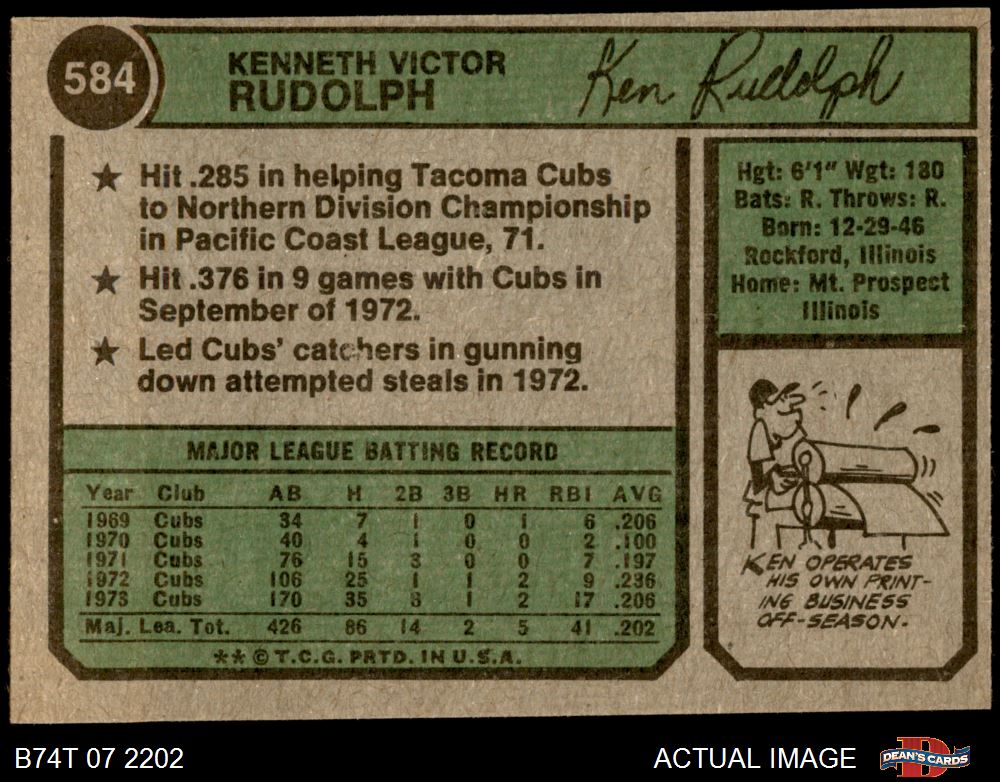 584
KENNETH VICTOR
RUDOLPH
Ken Rudolph
★ Hit .285 in helping Tacoma Cubs
to Northern Division Championship
in Pacific Coast League, 71.
★ Hit .376 in 9 games with Cubs in
September of 1972.
★ Led Cubs' catchers in gunning
down attempted steals in 1972.
Hgt: 6'1" Wgt: 180
Bats: R. Throws: R.
Born: 12-29-46
Rockford, Illinois
Home: Mt. Prospect
Illinois
MAJOR LEAGUE BATTING RECORD
Year Club AB H 2B 3B HR RBI AVG
1969 Cubs 34 7 1 0 1 6 .206
1970 Cubs 40 4 1 0 0 2 .100
1971 Cubs 76 15 3 0 0 7 .197
1972 Cubs 106 25 1 1 2 9 .236
1973 Cubs 170 35 8 1 2 17 .206
Maj. Lea. Tot. 426 86 14 2 5 41 .202
** © T.C.G. PRTD. IN U.S.A.
KEN OPERATES
HIS OWN PRINT-
ING BUSINESS
OFF-SEASON.
B74T 07 2202
ACTUAL IMAGE
DEAN'S CARDS